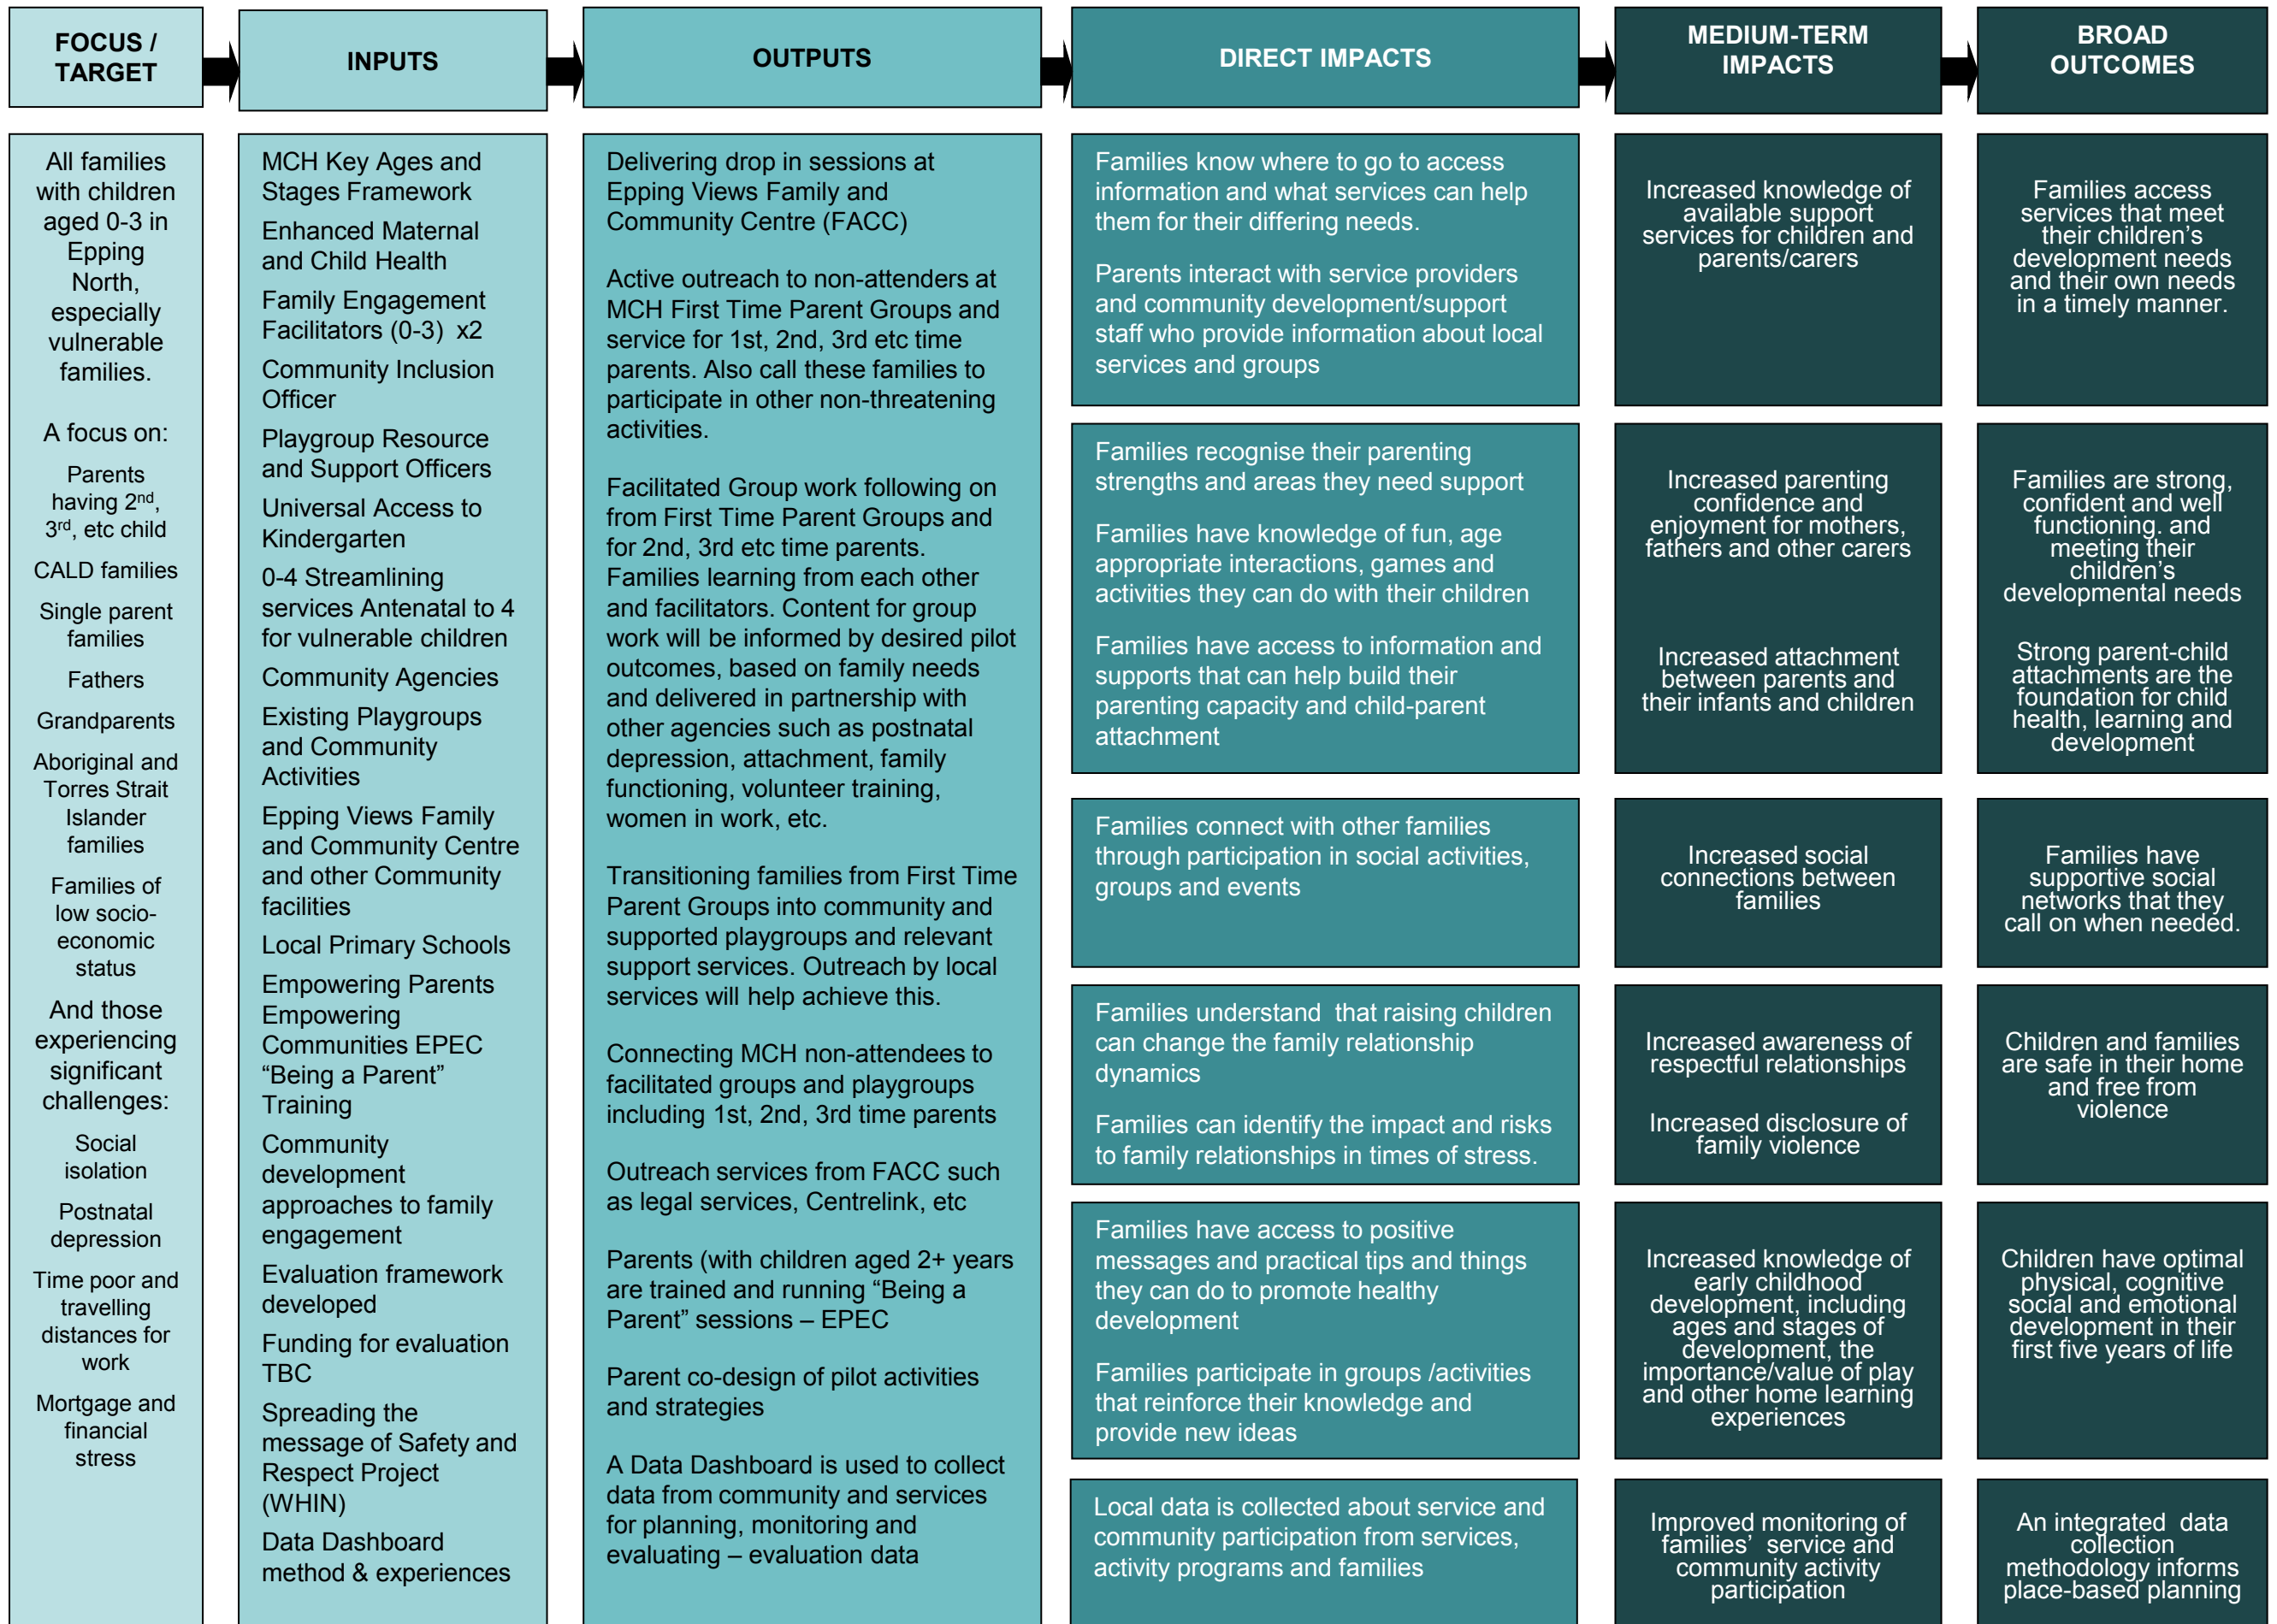 FOCUS /
TARGET
INPUTS
OUTPUTS
DIRECT IMPACTS
MEDIUM-TERM
IMPACTS
BROAD
OUTCOMES
All families
with children
aged 0-3 in
Epping
North,
especially
vulnerable
families.
A focus on:
Parents
having 2nd,
3rd, etc child
CALD families
Single parent
families
Fathers
Grandparents
Aboriginal and
Torres Strait
Islander
families
Families of
low socio-
economic
status
And those
experiencing
significant
challenges:
Social
isolation
Postnatal
depression
Time poor and
travelling
distances for
work
Mortgage and
financial
stress
MCH Key Ages and
Stages Framework
Enhanced Maternal
and Child Health
Family Engagement
Facilitators (0-3) x2
Community Inclusion
Officer
Playgroup Resource
and Support Officers
Universal Access to
Kindergarten
0-4 Streamlining
services Antenatal to 4
for vulnerable children
Community Agencies
Existing Playgroups
and Community
Activities
Epping Views Family
and Community Centre
and other Community
facilities
Local Primary Schools
Empowering Parents
Empowering
Communities EPEC
“Being a Parent”
Training
Community
development
approaches to family
engagement
Evaluation framework
developed
Funding for evaluation
TBC
Spreading the
message of Safety and
Respect Project
(WHIN)
Data Dashboard
method & experiences
Delivering drop in sessions at
Epping Views Family and
Community Centre (FACC)
Active outreach to non-attenders at
MCH First Time Parent Groups and
service for 1st, 2nd, 3rd etc time
parents. Also call these families to
participate in other non-threatening
activities.
Facilitated Group work following on
from First Time Parent Groups and
for 2nd, 3rd etc time parents.
Families learning from each other
and facilitators. Content for group
work will be informed by desired pilot
outcomes, based on family needs
and delivered in partnership with
other agencies such as postnatal
depression, attachment, family
functioning, volunteer training,
women in work, etc.
Transitioning families from First Time
Parent Groups into community and
supported playgroups and relevant
support services. Outreach by local
services will help achieve this.
Connecting MCH non-attendees to
facilitated groups and playgroups
including 1st, 2nd, 3rd time parents
Outreach services from FACC such
as legal services, Centrelink, etc
Parents (with children aged 2+ years
are trained and running “Being a
Parent” sessions – EPEC
Parent co-design of pilot activities
and strategies
A Data Dashboard is used to collect
data from community and services
for planning, monitoring and
evaluating – evaluation data
Families know where to go to access
information and what services can help
them for their differing needs.
Parents interact with service providers
and community development/support
staff who provide information about local
services and groups
Families recognise their parenting
strengths and areas they need support
Families have knowledge of fun, age
appropriate interactions, games and
activities they can do with their children
Families have access to information and
supports that can help build their
parenting capacity and child-parent
attachment
Families connect with other families
through participation in social activities,
groups and events
Families understand that raising children
can change the family relationship
dynamics
Families can identify the impact and risks
to family relationships in times of stress.
Families have access to positive
messages and practical tips and things
they can do to promote healthy
development
Families participate in groups /activities
that reinforce their knowledge and
provide new ideas
Local data is collected about service and
community participation from services,
activity programs and families
Increased knowledge of
available support
services for children and
parents/carers
Increased parenting
confidence and
enjoyment for mothers,
fathers and other carers
Increased attachment
between parents and
their infants and children
Increased social
connections between
families
Increased awareness of
respectful relationships
Increased disclosure of
family violence
Increased knowledge of
early childhood
development, including
ages and stages of
development, the
importance/value of play
and other home learning
experiences
Improved monitoring of
families’ service and
community activity
participation
Families access
services that meet
their children’s
development needs
and their own needs
in a timely manner.
Families are strong,
confident and well
functioning. and
meeting their
children’s
developmental needs
Strong parent-child
attachments are the
foundation for child
health, learning and
development
Families have
supportive social
networks that they
call on when needed.
Children and families
are safe in their home
and free from
violence
Children have optimal
physical, cognitive
social and emotional
development in their
first five years of life
An integrated data
collection
methodology informs
place-based planning